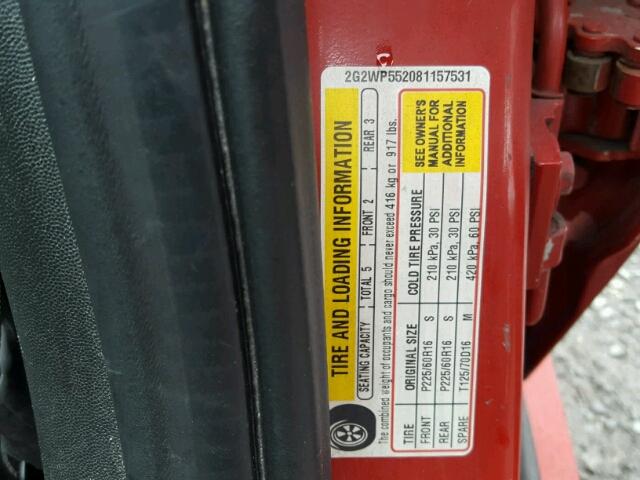 2G2WP552081157531
TIRE AND LOADING INFORMATION
SEATING CAPACITY TOTAL 5 FRONT 2 REAR 3
The combined weight of occupants and cargo should never exceed 416 kg or 917 lbs.
TIRE ORIGINAL SIZE COLD TIRE PRESSURE
FRONT P225/60R16 S 210 kPa, 30 PSI
REAR P225/60R16 S 210 kPa, 30 PSI
SPARE T125/70D16 M 420 kPa, 60 PSI
SEE OWNER'S
MANUAL FOR
ADDITIONAL
INFORMATION